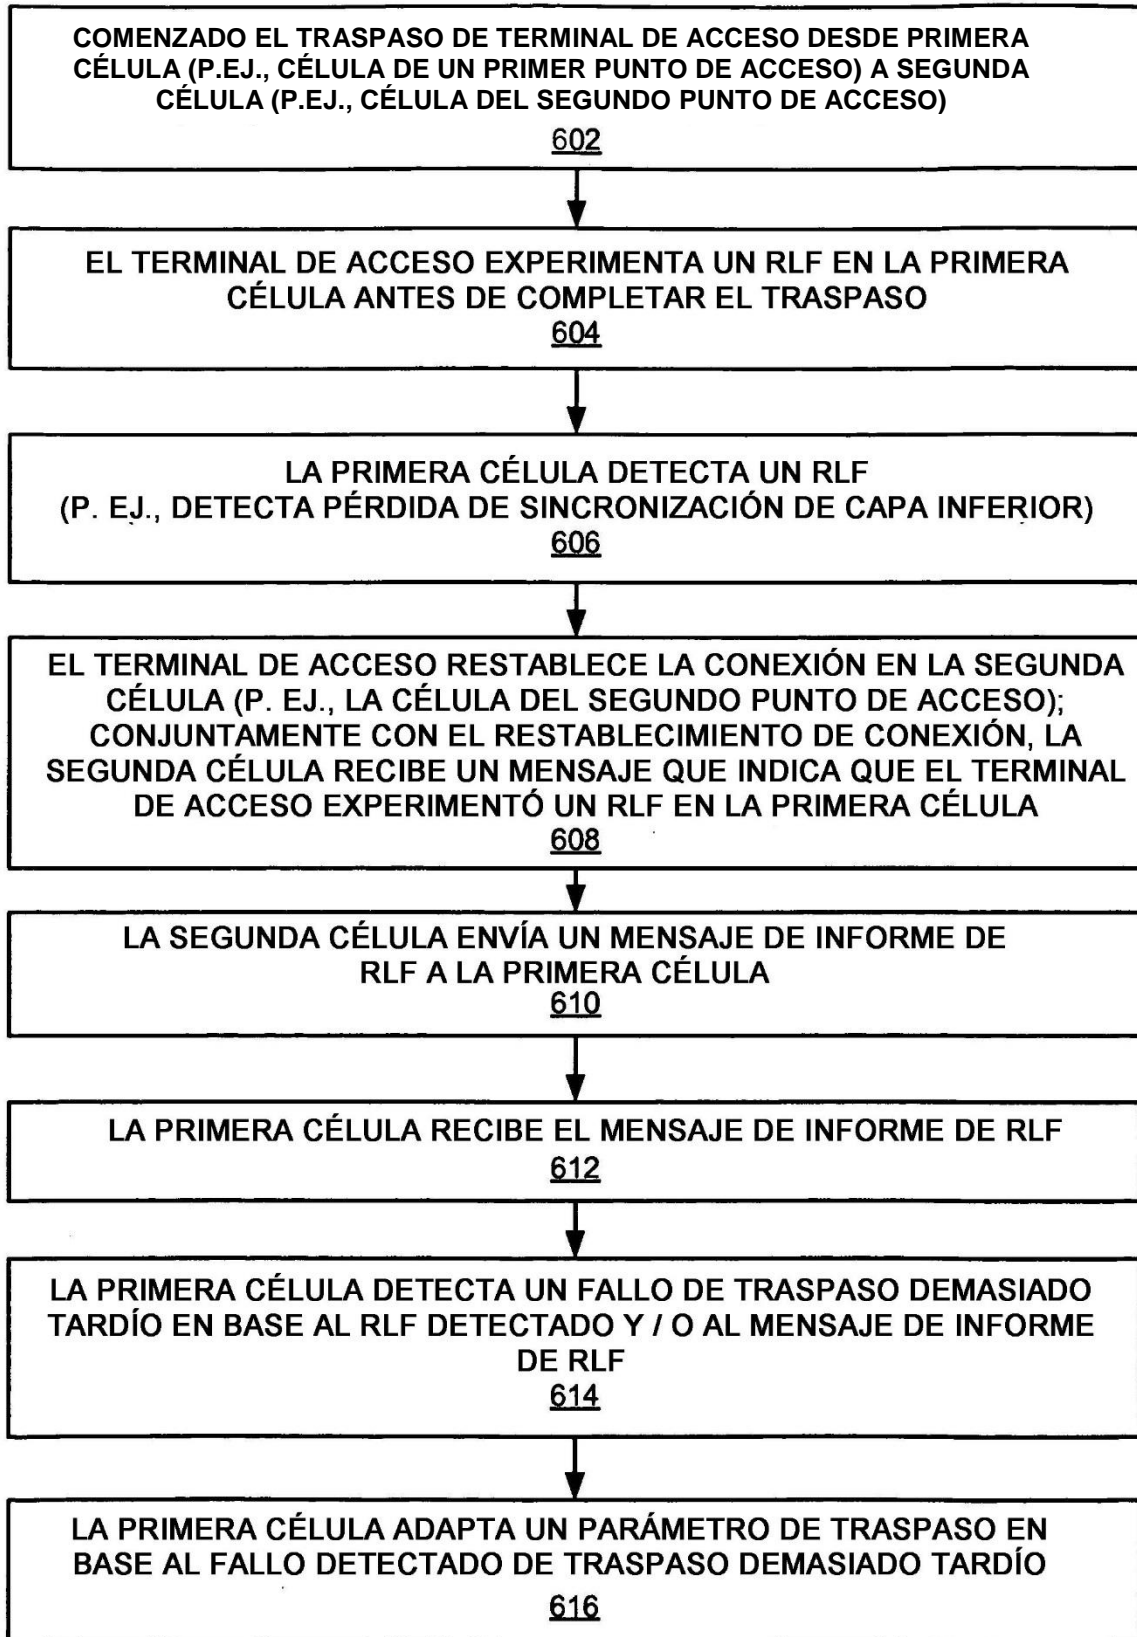 COMENZADO EL TRASPASO DE TERMINAL DE ACCESO DESDE PRIMERA
CÉLULA (P.EJ., CÉLULA DE UN PRIMER PUNTO DE ACCESO) A SEGUNDA
CÉLULA (P.EJ., CÉLULA DEL SEGUNDO PUNTO DE ACCESO)
602
EL TERMINAL DE ACCESO EXPERIMENTA UN RLF EN LA PRIMERA
CÉLULA ANTES DE COMPLETAR EL TRASPASO
604
LA PRIMERA CÉLULA DETECTA UN RLF
(P. EJ., DETECTA PÉRDIDA DE SINCRONIZACIÓN DE CAPA INFERIOR)
606
EL TERMINAL DE ACCESO RESTABLECE LA CONEXIÓN EN LA SEGUNDA
CÉLULA (P. EJ., LA CÉLULA DEL SEGUNDO PUNTO DE ACCESO);
CONJUNTAMENTE CON EL RESTABLECIMIENTO DE CONEXIÓN, LA
SEGUNDA CÉLULA RECIBE UN MENSAJE QUE INDICA QUE EL TERMINAL
DE ACCESO EXPERIMENTÓ UN RLF EN LA PRIMERA CÉLULA
608
LA SEGUNDA CÉLULA ENVÍA UN MENSAJE DE INFORME DE
RLF A LA PRIMERA CÉLULA
610
LA PRIMERA CÉLULA RECIBE EL MENSAJE DE INFORME DE RLF
612
LA PRIMERA CÉLULA DETECTA UN FALLO DE TRASPASO DEMASIADO
TARDÍO EN BASE AL RLF DETECTADO Y / O AL MENSAJE DE INFORME
DE RLF
614
LA PRIMERA CÉLULA ADAPTA UN PARÁMETRO DE TRASPASO EN
BASE AL FALLO DETECTADO DE TRASPASO DEMASIADO TARDÍO
616